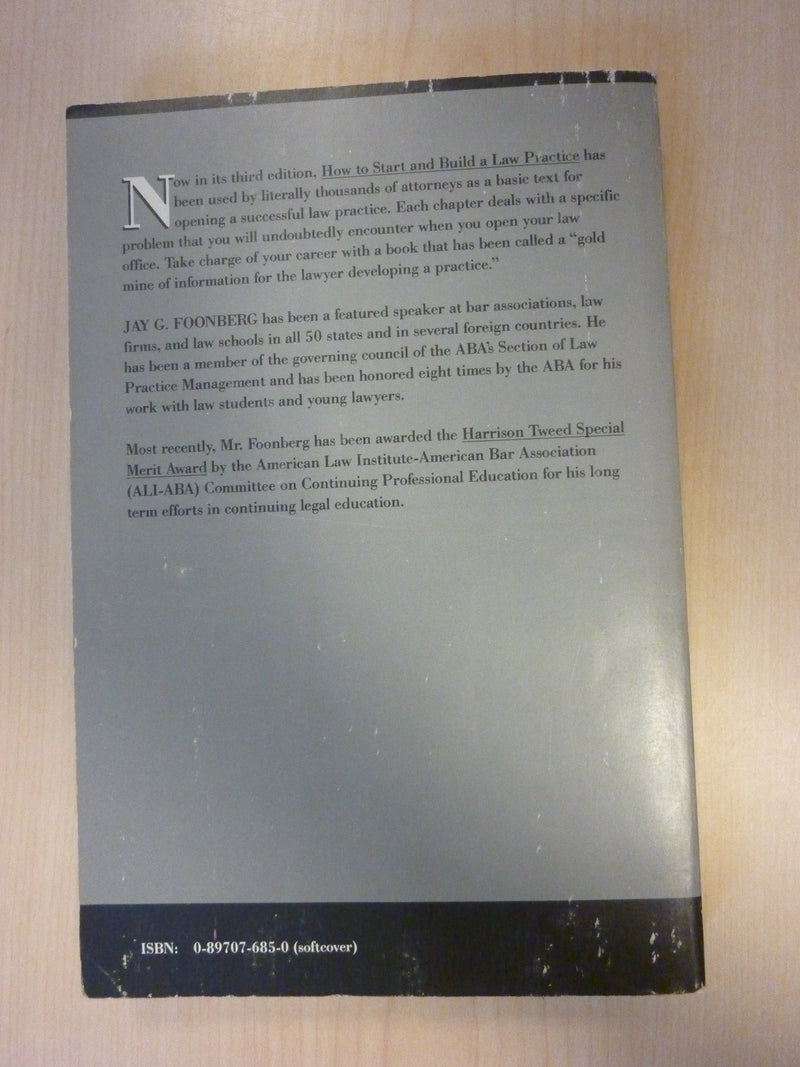 Now in its third edition, How to Start and Build a Law Practice has
been used by literally thousands of attorneys as a basic text for
opening a successful law practice. Each chapter deals with a specific
problem that you will undoubtedly encounter when you open your law
office. Take charge of your career with a book that has been called a “gold
mine of information for the lawyer developing a practice.”
JAY G. FOONBERG has been a featured speaker at bar associations, law
firms, and law schools in all 50 states and in several foreign countries. He
has been a member of the governing council of the ABA's Section of Law
Practice Management and has been honored eight times by the ABA for his
work with law students and young lawyers.
Most recently, Mr. Foonberg has been awarded the Harrison Tweed Special
Merit Award by the American Law Institute-American Bar Association
(ALI-ABA) Committee on Continuing Professional Education for his long
term efforts in continuing legal education.
ISBN: 0-89707-685-0 (softcover)